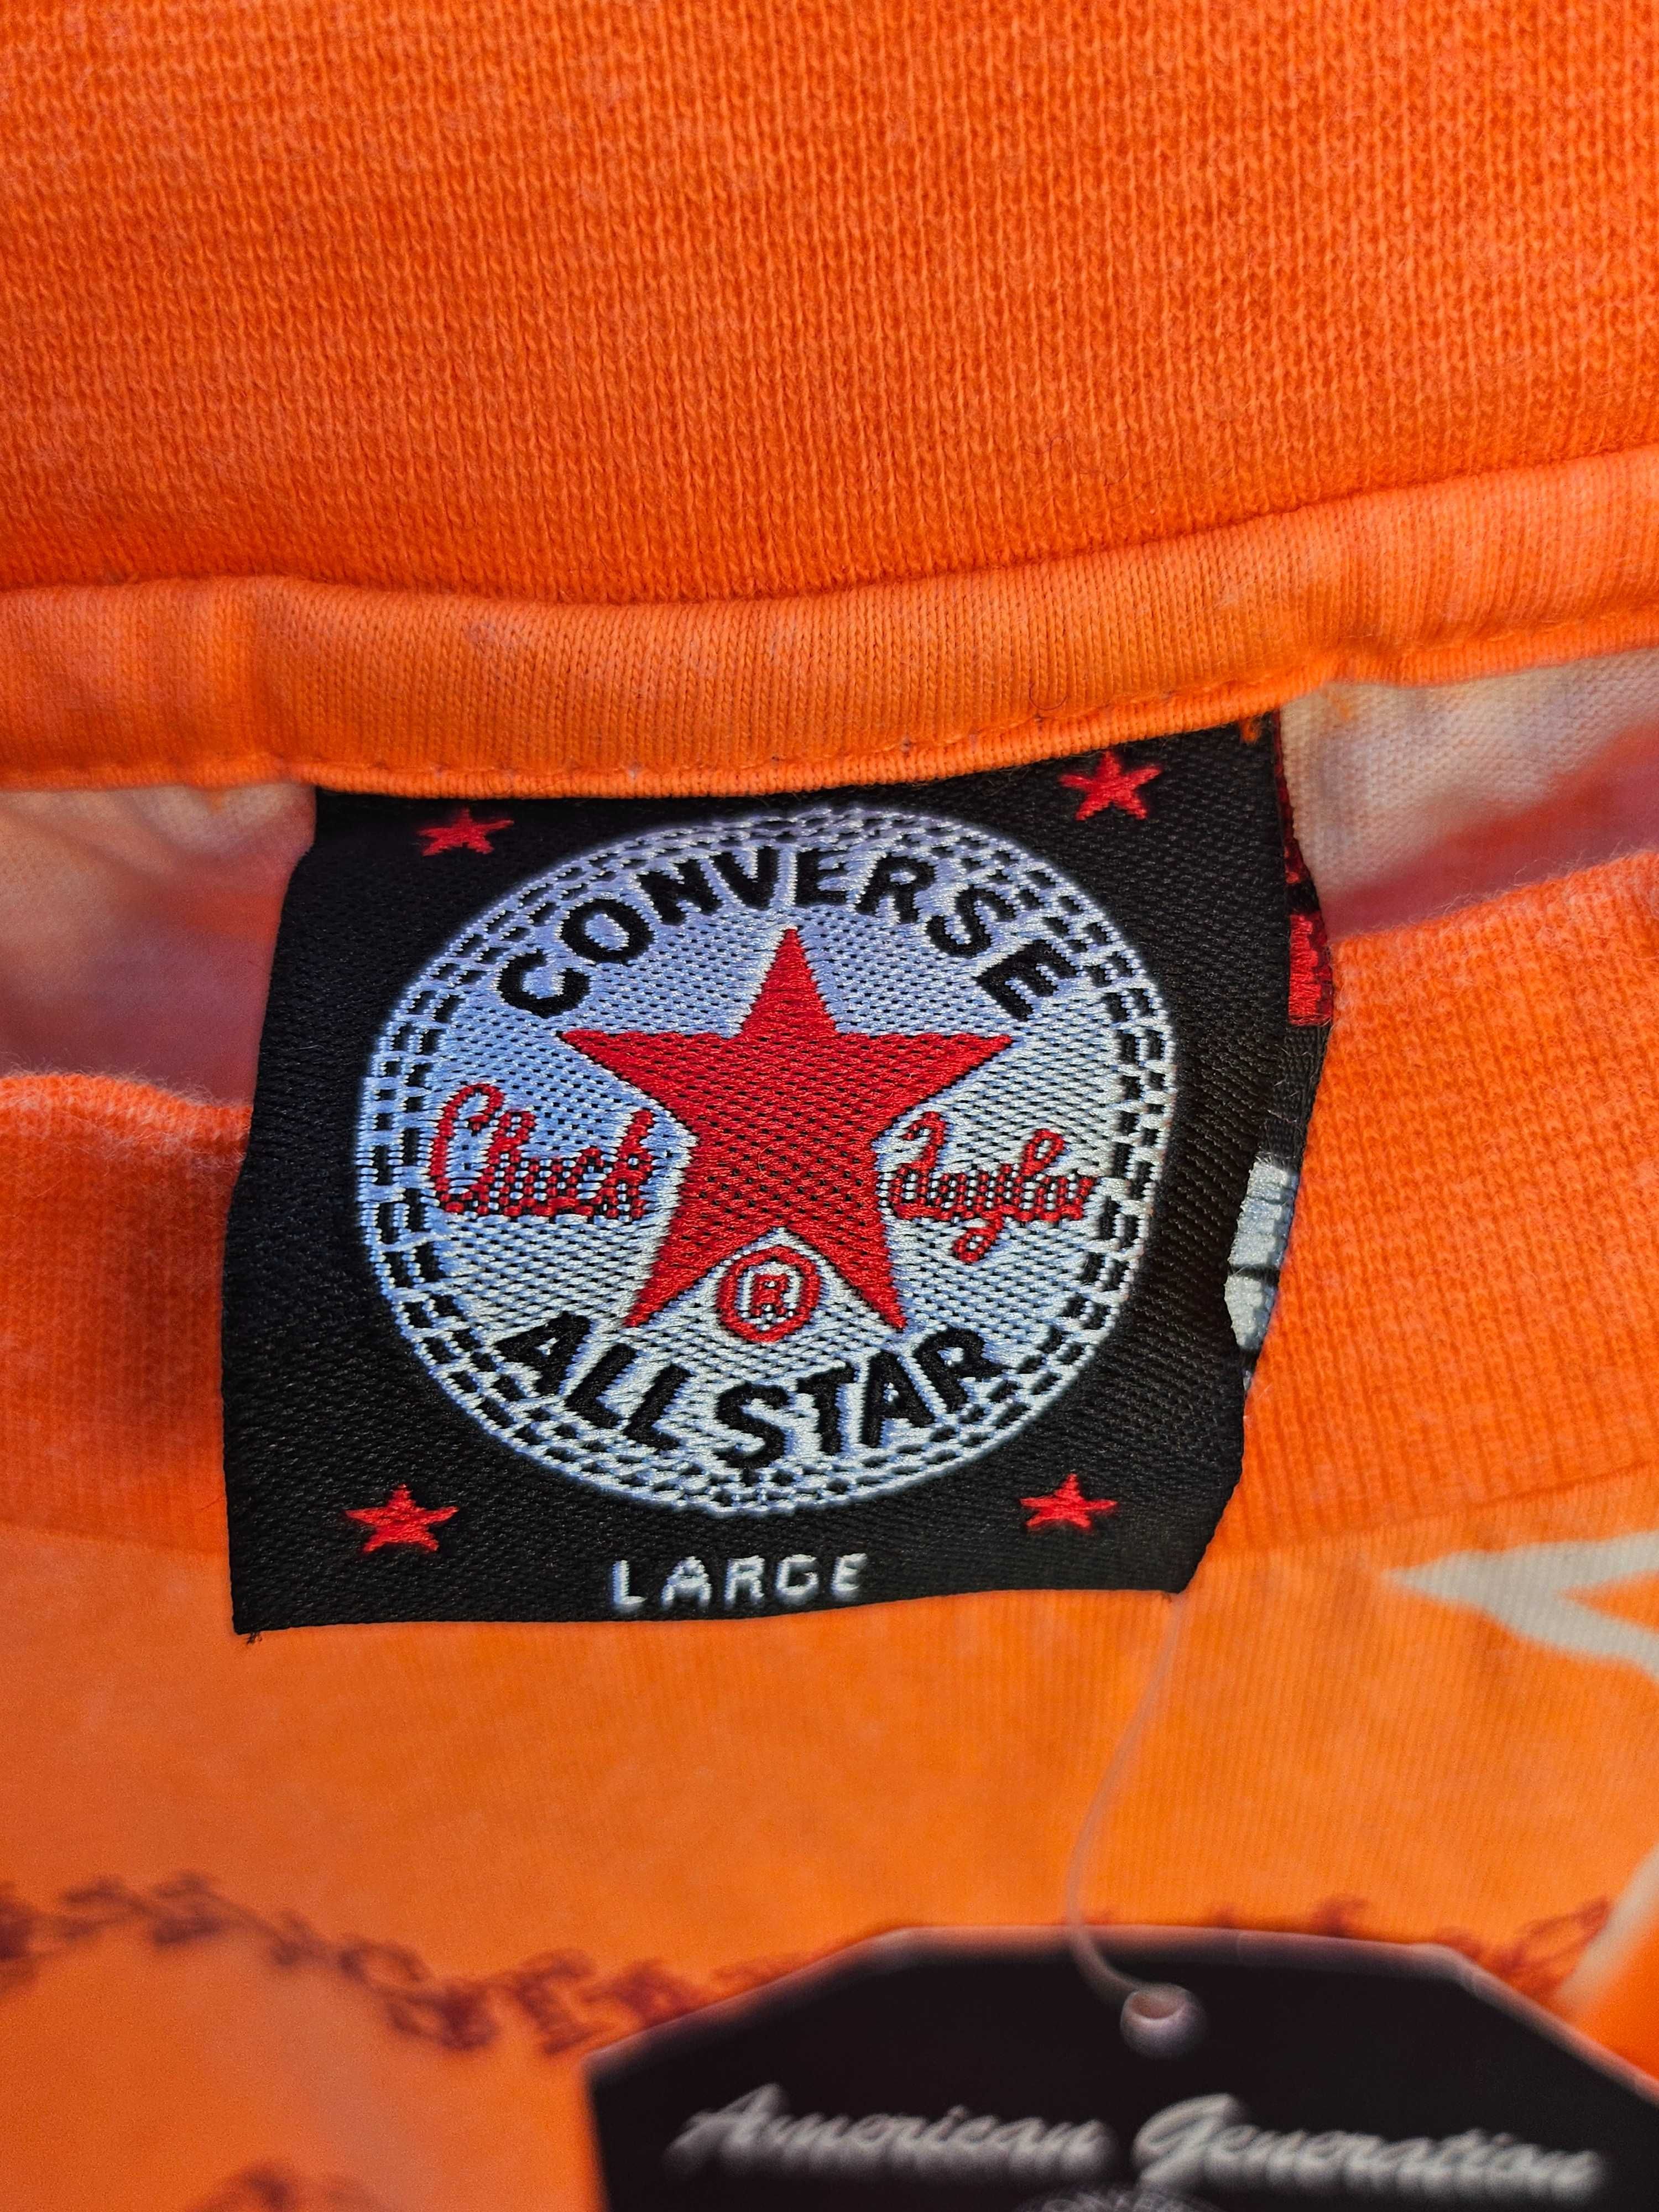 CONVERSE
Chuck Taylor
®
ALL STAR
LARGE
American Generation